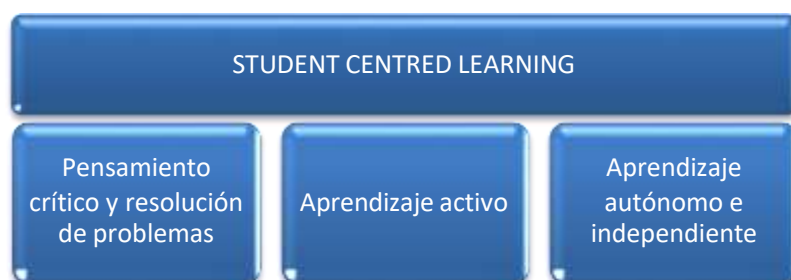 STUDENT CENTRED LEARNING
Pensamiento
crítico y resolución
de problemas
Aprendizaje activo
Aprendizaje
autónomo e
independiente